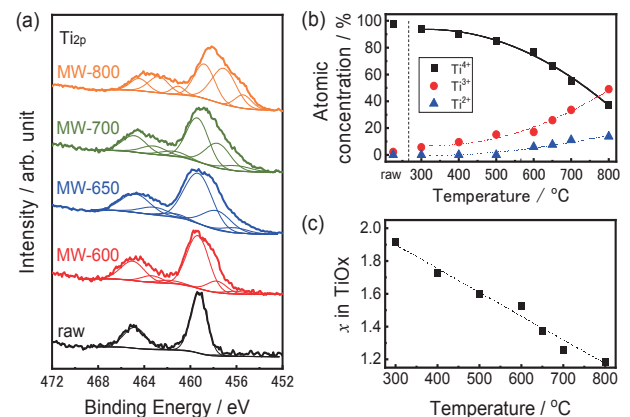 (a)
Ti2p
MW-800
MW-700
MW-650
MW-600
raw
Intensity / arb. unit
472 468 464 460 456 452
Binding Energy / eV
(b)
Atomic
concentration / %
100
80
60
40
20
0
Ti4+
Ti3+
Ti2+
raw 300 400 500 600 700 800
Temperature / °C
(c)
x in TiOx
2.0
1.8
1.6
1.4
1.2
300 400 500 600 700 800
Temperature / °C